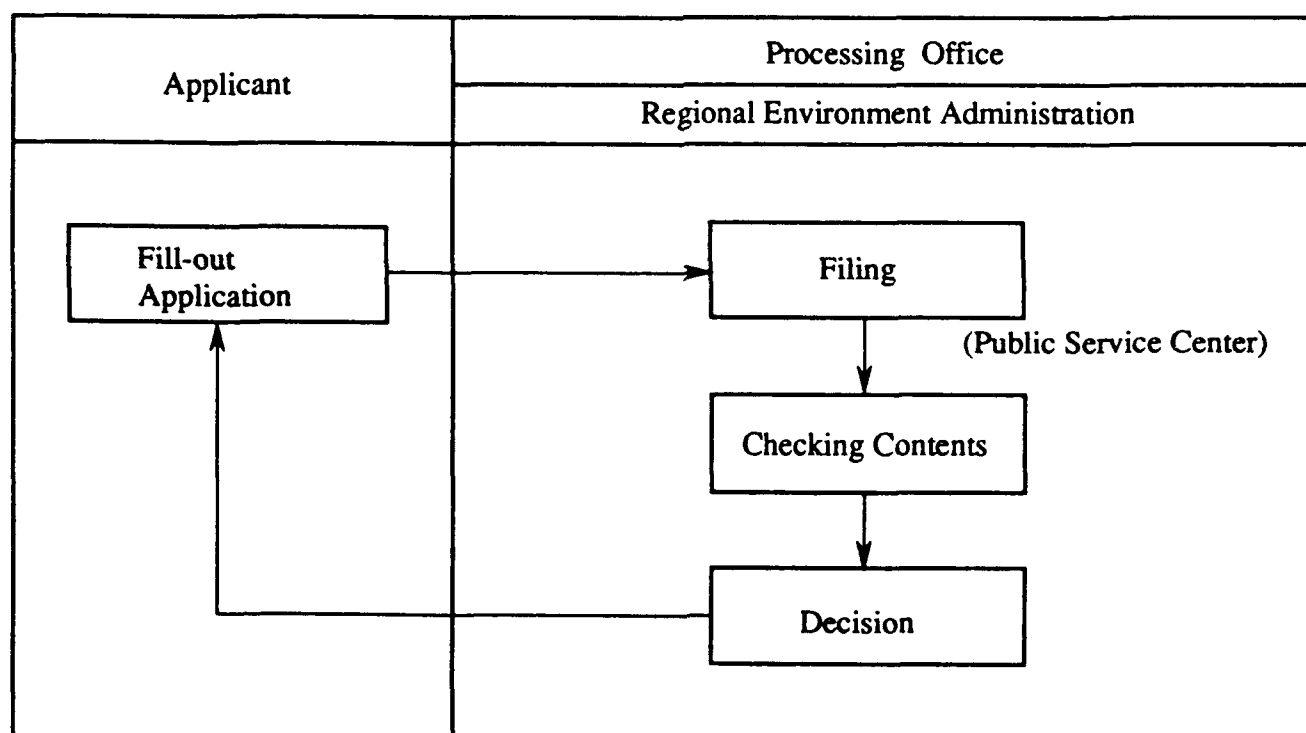 Applicant
Processing Office
Regional Environment Administration
Fill-out
Application
Filing
(Public Service Center)
Checking Contents
Decision